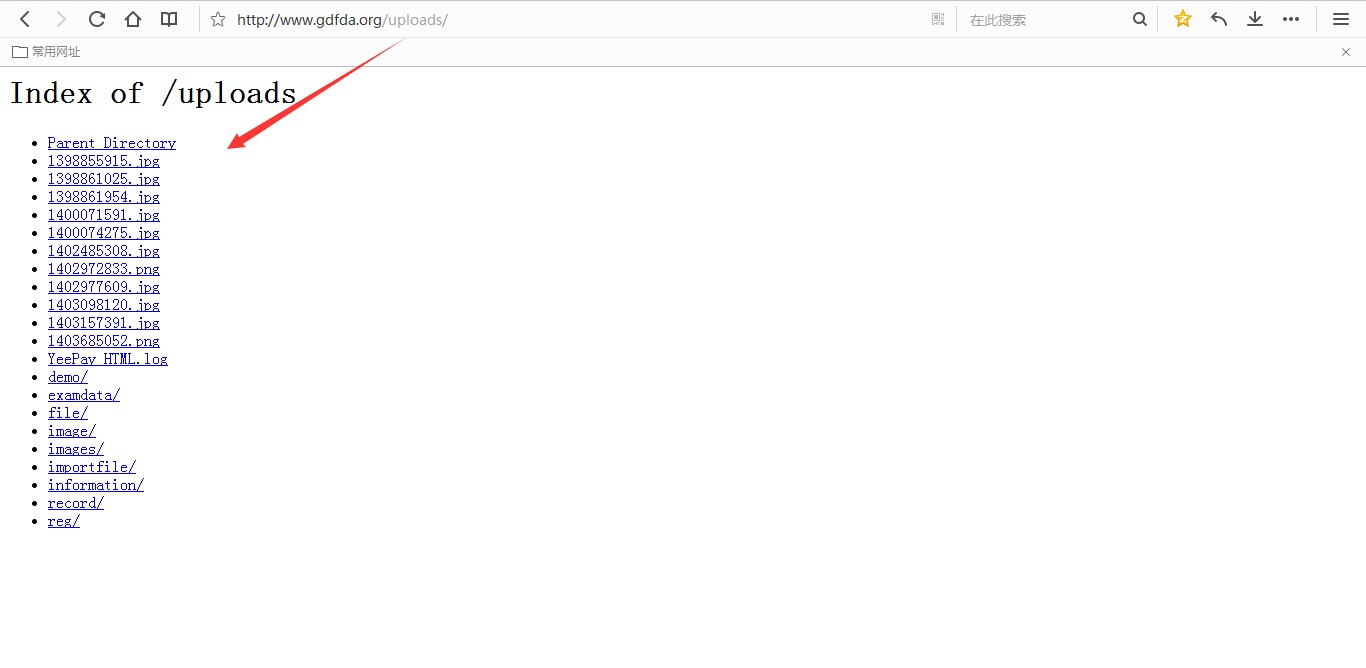 http://www.gdfda.org/uploads/
在此搜索
常用网址
Index of /uploads
Parent Directory
1398855915.jpg
1398861025.jpg
1398861954.jpg
1400071591.jpg
1400074275.jpg
1402485308.jpg
1402972833.png
1402977609.jpg
1403098120.jpg
1403157391.jpg
1403685052.png
YeePay_HTML.log
demo/
examdata/
file/
image/
images/
importfile/
information/
record/
reg/